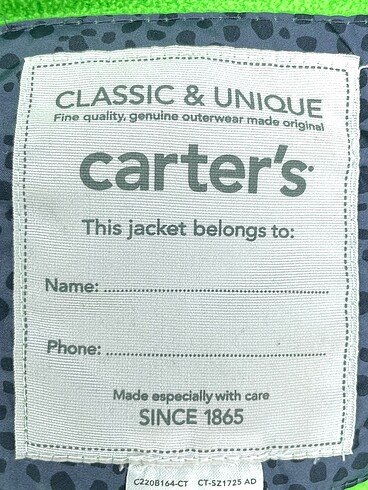 CLASSIC & UNIQUE
Fine quality, genuine outerwear made original
carter's
This jacket belongs to:
Name: ........................................
Phone: ........................................
Made especially with care
SINCE 1865
C220B164-CT CT-SZ1725 AD